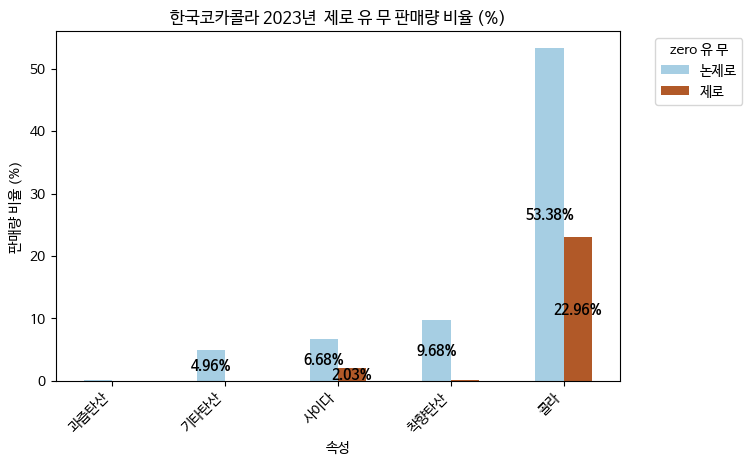 한국코카콜라 2023년 제로 유 무 판매량 비율 (%)
zero 유 무
논제로
제로
판매량 비율 (%)
50
40
30
20
10
0
53.38%
22.96%
9.68%
6.68%
4.96%
2.03%
과즙탄산
기타탄산
사이다
착향탄산
콜라
속성